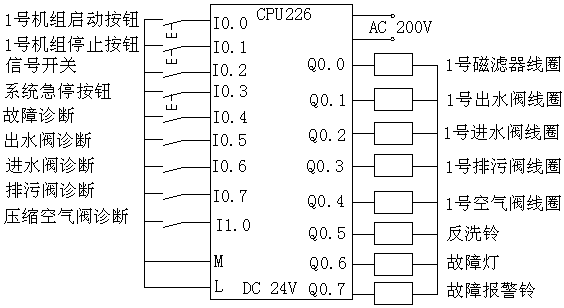 CPU226
AC 200V
1号机组启动按钮 I0.0
1号机组停止按钮 I0.1
信号开关 I0.2
系统急停按钮 I0.3
故障诊断 I0.4
出水阀诊断 I0.5
进水阀诊断 I0.6
排污阀诊断 I0.7
压缩空气阀诊断 I1.0
M
L DC 24V
Q0.0 1号磁滤器线圈
Q0.1 1号出水阀线圈
Q0.2 1号进水阀线圈
Q0.3 1号排污阀线圈
Q0.4 1号空气阀线圈
Q0.5 反洗铃
Q0.6 故障灯
Q0.7 故障报警铃